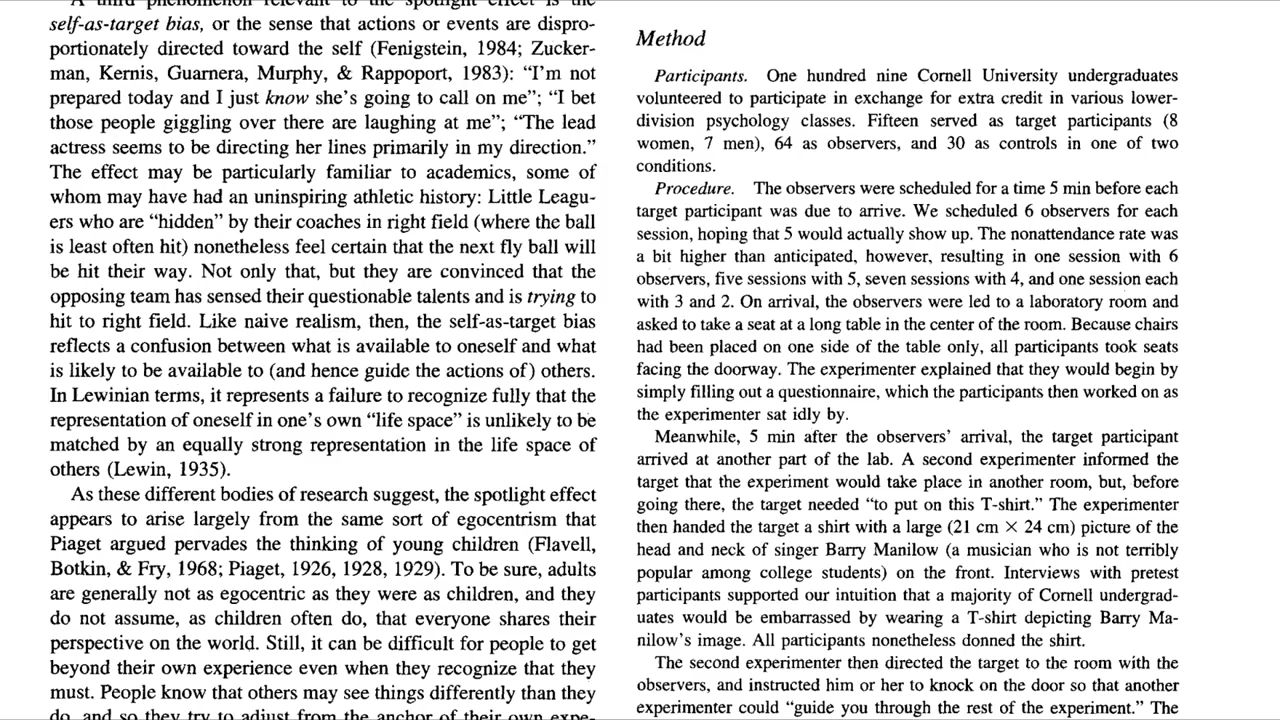 A third phenomenon relevant to the spotlight effect is the
self-as-target bias, or the sense that actions or events are dispro-
portionately directed toward the self (Fenigstein, 1984; Zucker-
man, Kernis, Guarnera, Murphy, & Rappoport, 1983): “I’m not
prepared today and I just know she’s going to call on me”; “I bet
those people giggling over there are laughing at me”; “The lead
actress seems to be directing her lines primarily in my direction.”
The effect may be particularly familiar to academics, some of
whom may have had an uninspiring athletic history: Little Leagu-
ers who are “hidden” by their coaches in right field (where the ball
is least often hit) nonetheless feel certain that the next fly ball will
be hit their way. Not only that, but they are convinced that the
opposing team has sensed their questionable talents and is trying to
hit to right field. Like naive realism, then, the self-as-target bias
reflects a confusion between what is available to oneself and what
is likely to be available to (and hence guide the actions of) others.
In Lewinian terms, it represents a failure to recognize fully that the
representation of oneself in one’s own “life space” is unlikely to be
matched by an equally strong representation in the life space of
others (Lewin, 1935).
As these different bodies of research suggest, the spotlight effect
appears to arise largely from the same sort of egocentrism that
Piaget argued pervades the thinking of young children (Flavell,
Botkin, & Fry, 1968; Piaget, 1926, 1928, 1929). To be sure, adults
are generally not as egocentric as they were as children, and they
do not assume, as children often do, that everyone shares their
perspective on the world. Still, it can be difficult for people to get
beyond their own experience even when they recognize that they
must. People know that others may see things differently than they
do, and so they try to adjust from the anchor of their own expe-
Method
Participants. One hundred nine Cornell University undergraduates
volunteered to participate in exchange for extra credit in various lower-
division psychology classes. Fifteen served as target participants (8
women, 7 men), 64 as observers, and 30 as controls in one of two
conditions.
Procedure. The observers were scheduled for a time 5 min before each
target participant was due to arrive. We scheduled 6 observers for each
session, hoping that 5 would actually show up. The nonattendance rate was
a bit higher than anticipated, however, resulting in one session with 6
observers, five sessions with 5, seven sessions with 4, and one session each
with 3 and 2. On arrival, the observers were led to a laboratory room and
asked to take a seat at a long table in the center of the room. Because chairs
had been placed on one side of the table only, all participants took seats
facing the doorway. The experimenter explained that they would begin by
simply filling out a questionnaire, which the participants then worked on as
the experimenter sat idly by.
Meanwhile, 5 min after the observers’ arrival, the target participant
arrived at another part of the lab. A second experimenter informed the
target that the experiment would take place in another room, but, before
going there, the target needed “to put on this T-shirt.” The experimenter
then handed the target a shirt with a large (21 cm × 24 cm) picture of the
head and neck of singer Barry Manilow (a musician who is not terribly
popular among college students) on the front. Interviews with pretest
participants supported our intuition that a majority of Cornell undergrad-
uates would be embarrassed by wearing a T-shirt depicting Barry Ma-
nilow’s image. All participants nonetheless donned the shirt.
The second experimenter then directed the target to the room with the
observers, and instructed him or her to knock on the door so that another
experimenter could “guide you through the rest of the experiment.” The